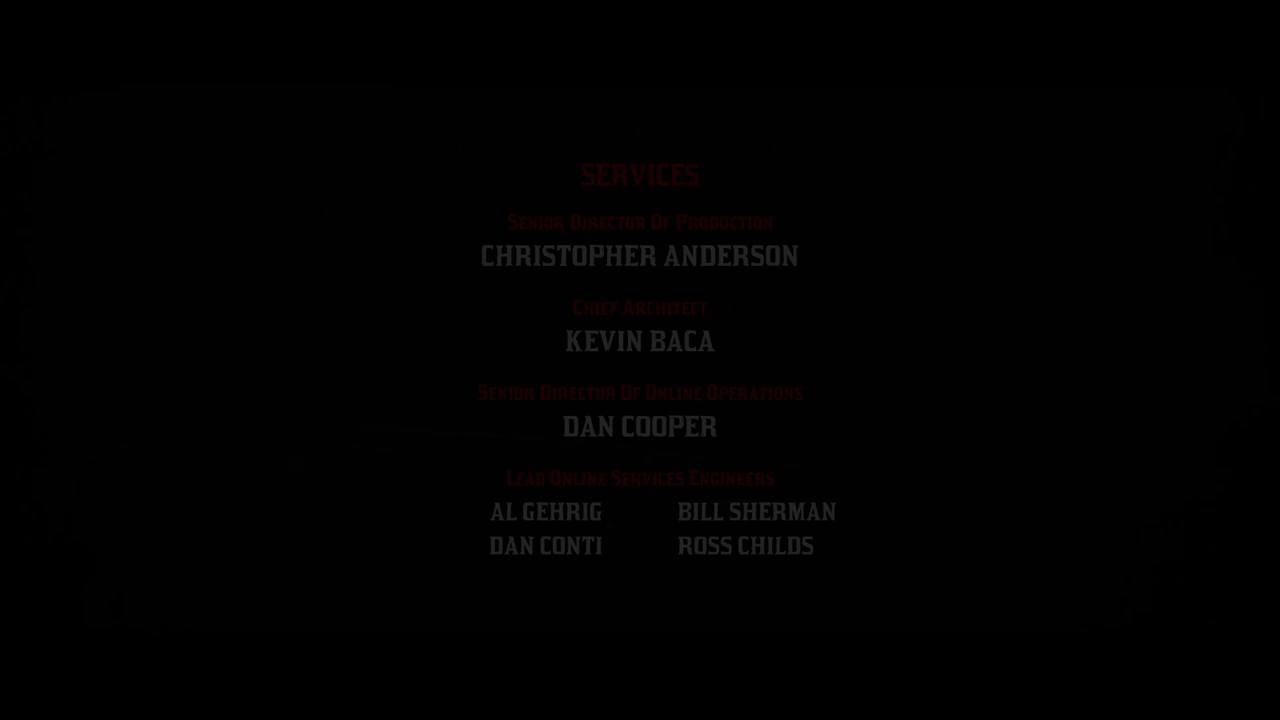 SERVICES
SENIOR DIRECTOR OF PRODUCTION
CHRISTOPHER ANDERSON
CHIEF ARCHITECT
KEVIN BACA
SENIOR DIRECTOR OF ONLINE OPERATIONS
DAN COOPER
LEAD ONLINE SERVICES ENGINEERS
AL GEHRIG BILL SHERMAN
DAN CONTI ROSS CHILDS